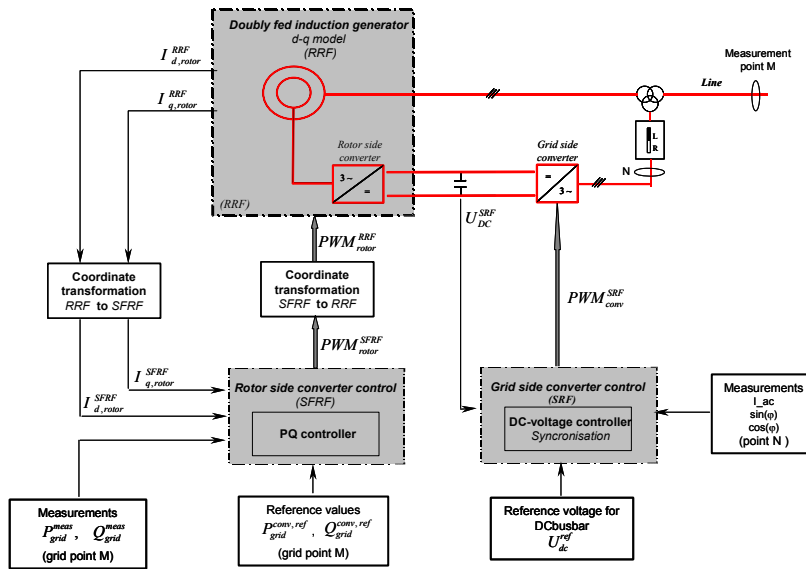 Doubly fed induction generator
d-q model
(RRF)
I_{d,rotor}^{RRF}
I_{q,rotor}^{RRF}
Measurement
point M
Line
Rotor side
converter
3 ~
=
Grid side
converter
=
3 ~
L
R
N
(RRF)
U_{DC}^{SRF}
PWM_{rotor}^{RRF}
Coordinate
transformation
RRF to SFRF
Coordinate
transformation
SFRF to RRF
PWM_{conv}^{SRF}
PWM_{rotor}^{SFRF}
I_{q,rotor}^{SFRF}
I_{d,rotor}^{SFRF}
Rotor side converter control
(SFRF)
PQ controller
Grid side converter control
(SRF)
DC-voltage controller
Syncronisation
Measurements
I_ac
sin(φ)
cos(φ)
(point N )
Measurements
P_{grid}^{meas} , Q_{grid}^{meas}
(grid point M)
Reference values
P_{grid}^{conv,ref} , Q_{grid}^{conv,ref}
(grid point M)
Reference voltage for
DCbusbar
U_{dc}^{ref}